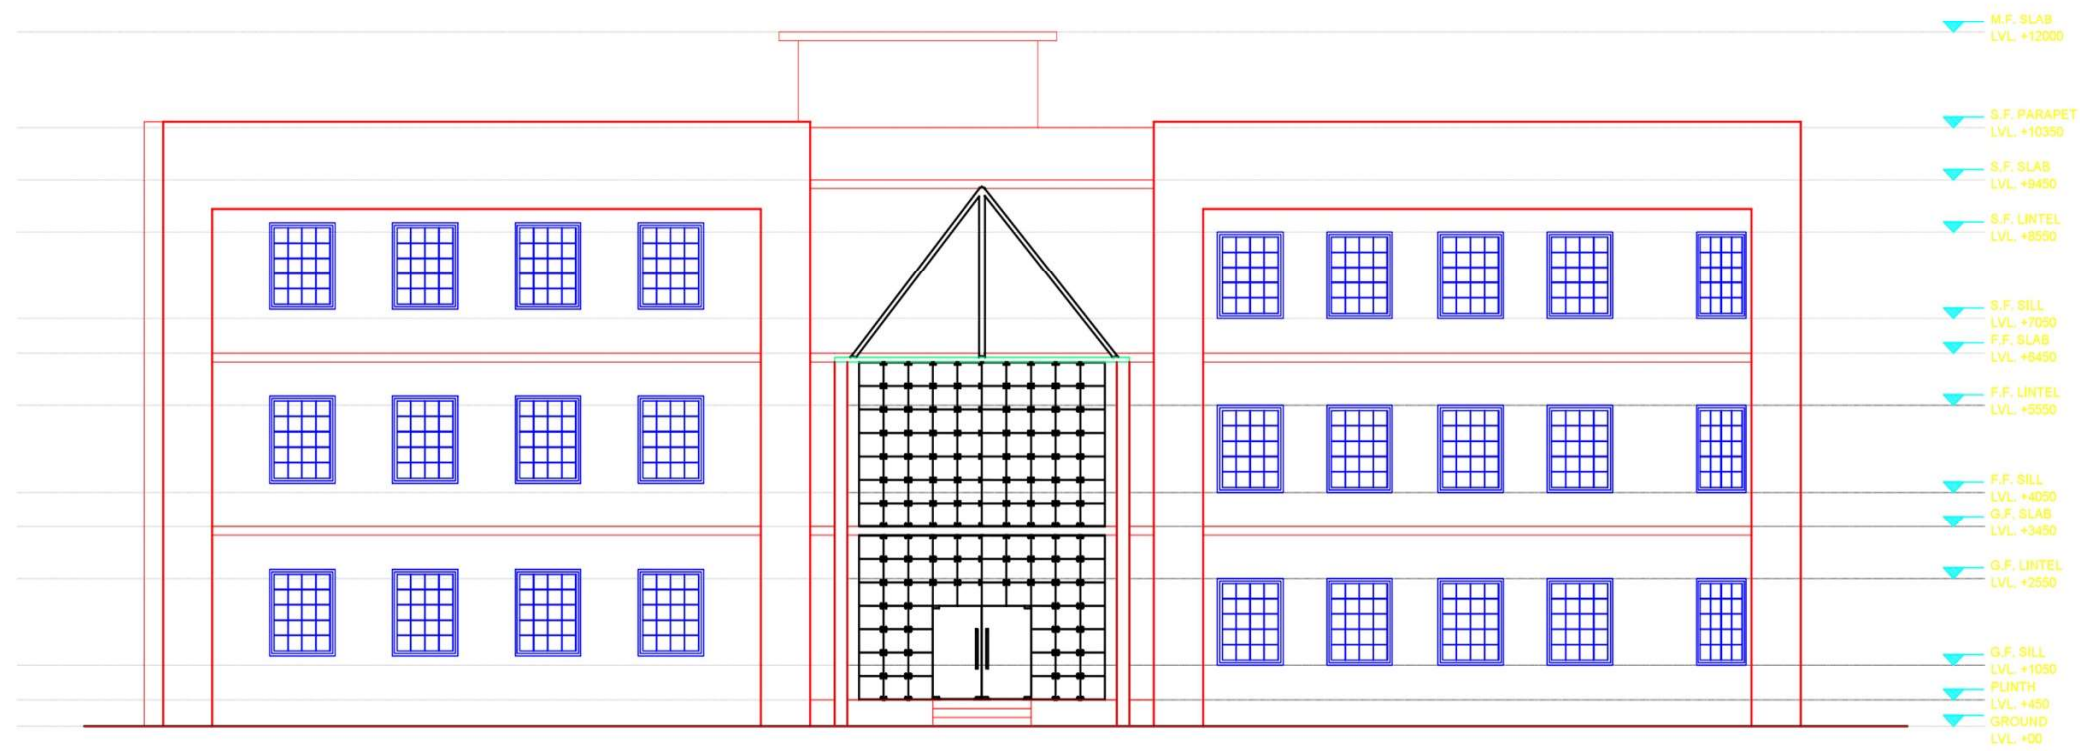 M.F. SLAB
LVL. +12000
S.F. PARAPET
LVL. +10350
S.F. SLAB
LVL. +9450
S.F. LINTEL
LVL. +8550
S.F. SILL
LVL. +7050
F.F. SLAB
LVL. +6450
F.F. LINTEL
LVL. +5550
F.F. SILL
LVL. +4050
G.F. SLAB
LVL. +3450
G.F. LINTEL
LVL. +2550
G.F. SILL
LVL. +1050
PLINTH
LVL. +450
GROUND
LVL. +00